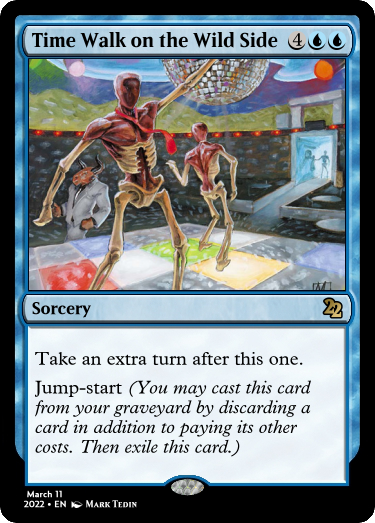 Time Walk on the Wild Side 4
Sorcery 22
Take an extra turn after this one.
Jump-start (You may cast this card
from your graveyard by discarding a
card in addition to paying its other
costs. Then exile this card.)
March 11
2022 • EN Mark Tedin